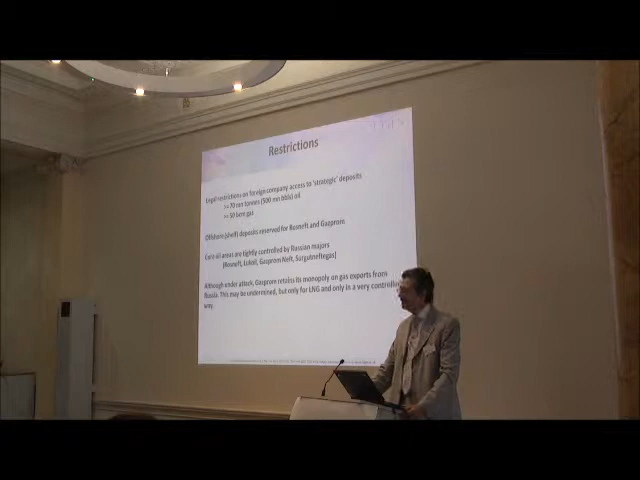 Restrictions
Legal restrictions on foreign company access to 'strategic' deposits
>= 70 mn tonnes (500 mn bbls) oil
>= 50 bcm gas
Offshore (shelf) deposits reserved for Rosneft and Gazprom
Core oil areas are tightly controlled by Russian majors
(Rosneft, Lukoil, Gazprom Neft, Surgutneftegas)
Although under attack, Gazprom retains its monopoly on gas exports from
Russia. This may be undermined, but only for LNG and only in a very controlled
way.